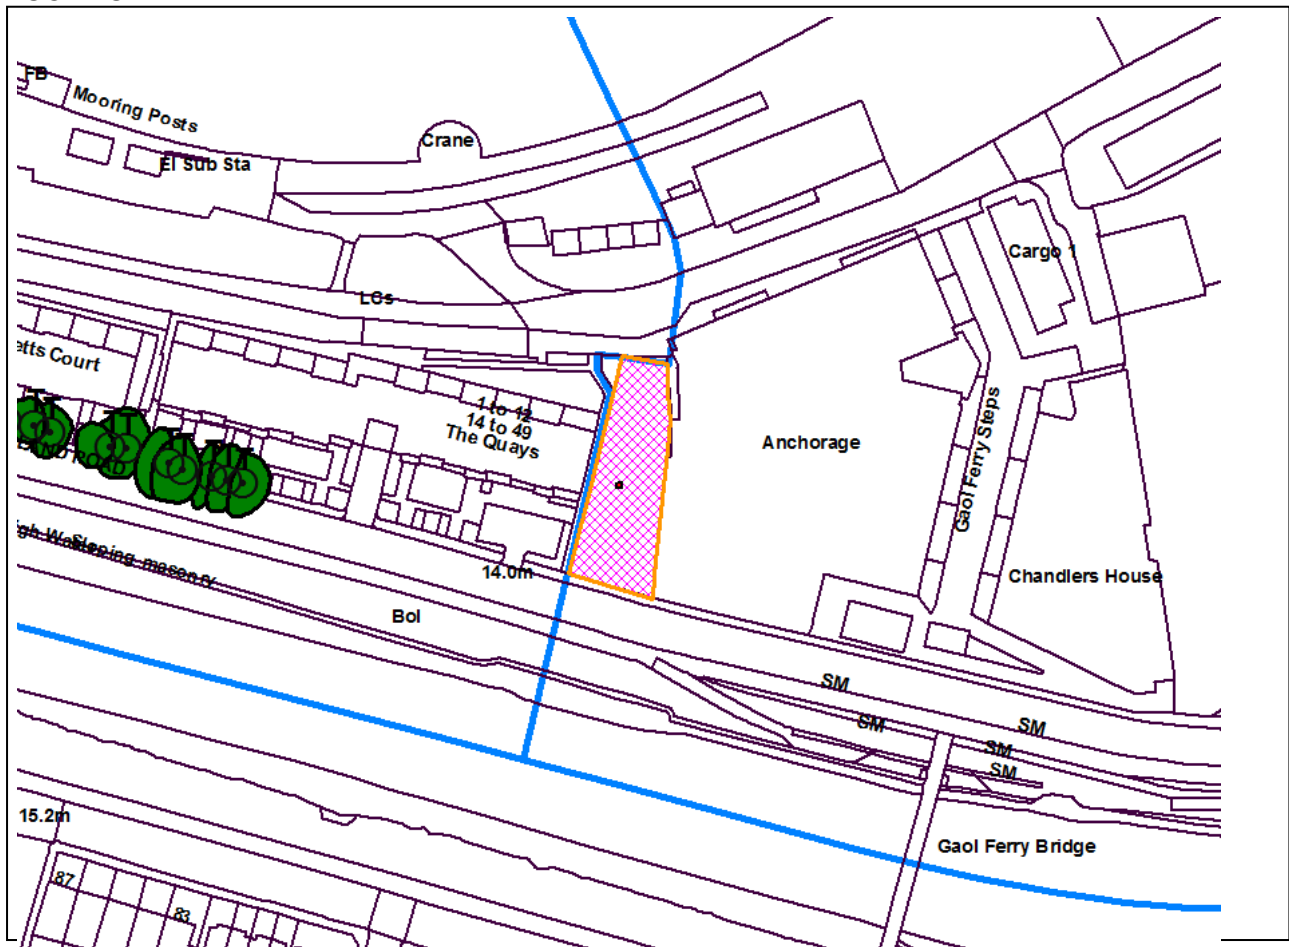 FB
Mooring Posts
Crane
El Sub Sta
Cargo 1
LCs
etts Court
1 to 12
14 to 49
The Quays
Anchorage
Gaol Ferry Steps
T T T T T T
ROAD
Sloping masonry
14.0m
Chandlers House
Bol
SM
SM
SM
SM
SM
15.2m
Gaol Ferry Bridge
87
83